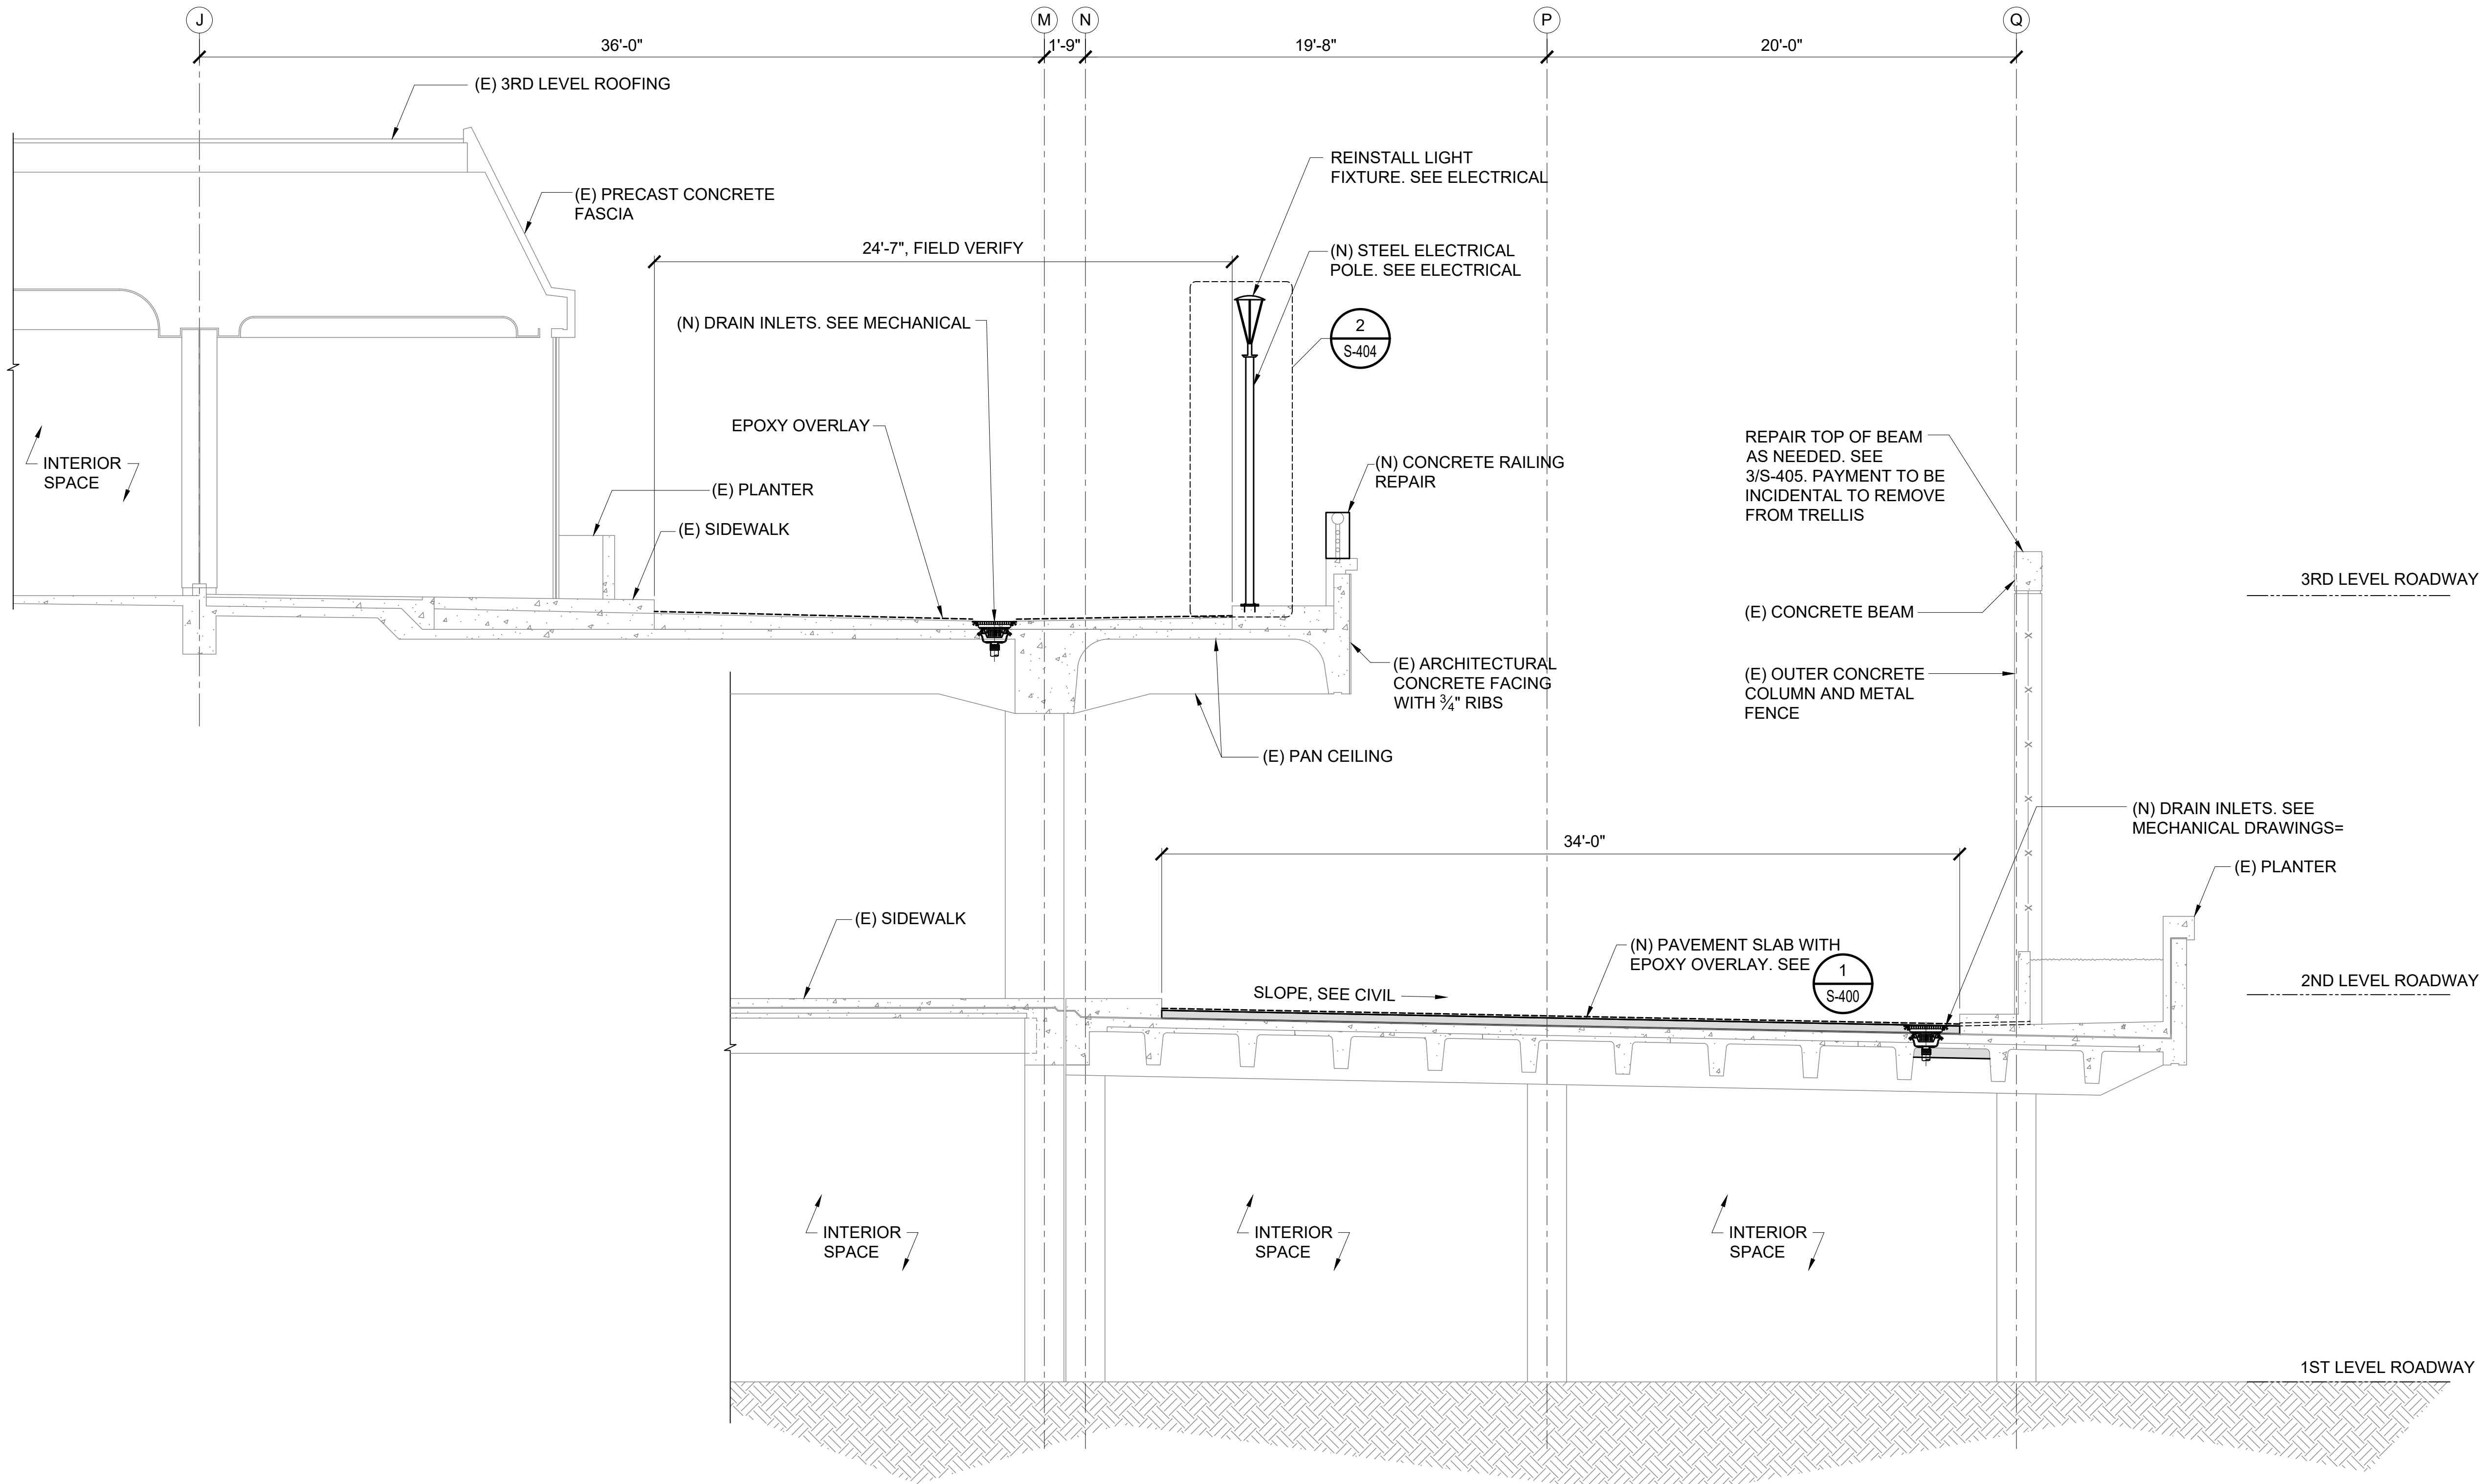 J
M
N
P
Q
36'-0"
1'-9"
19'-8"
20'-0"
(E) 3RD LEVEL ROOFING
(E) PRECAST CONCRETE
FASCIA
REINSTALL LIGHT
FIXTURE. SEE ELECTRICAL
24'-7", FIELD VERIFY
(N) STEEL ELECTRICAL
POLE. SEE ELECTRICAL
(N) DRAIN INLETS. SEE MECHANICAL
2
S-404
EPOXY OVERLAY
INTERIOR
SPACE
(E) PLANTER
(E) SIDEWALK
(N) CONCRETE RAILING
REPAIR
REPAIR TOP OF BEAM
AS NEEDED. SEE
3/S-405. PAYMENT TO BE
INCIDENTAL TO REMOVE
FROM TRELLIS
3RD LEVEL ROADWAY
(E) CONCRETE BEAM
(E) ARCHITECTURAL
CONCRETE FACING
WITH ¾" RIBS
(E) OUTER CONCRETE
COLUMN AND METAL
FENCE
(E) PAN CEILING
(N) DRAIN INLETS. SEE
MECHANICAL DRAWINGS=
34'-0"
(E) PLANTER
(E) SIDEWALK
(N) PAVEMENT SLAB WITH
EPOXY OVERLAY. SEE
1
S-400
SLOPE, SEE CIVIL
2ND LEVEL ROADWAY
INTERIOR
SPACE
INTERIOR
SPACE
INTERIOR
SPACE
1ST LEVEL ROADWAY